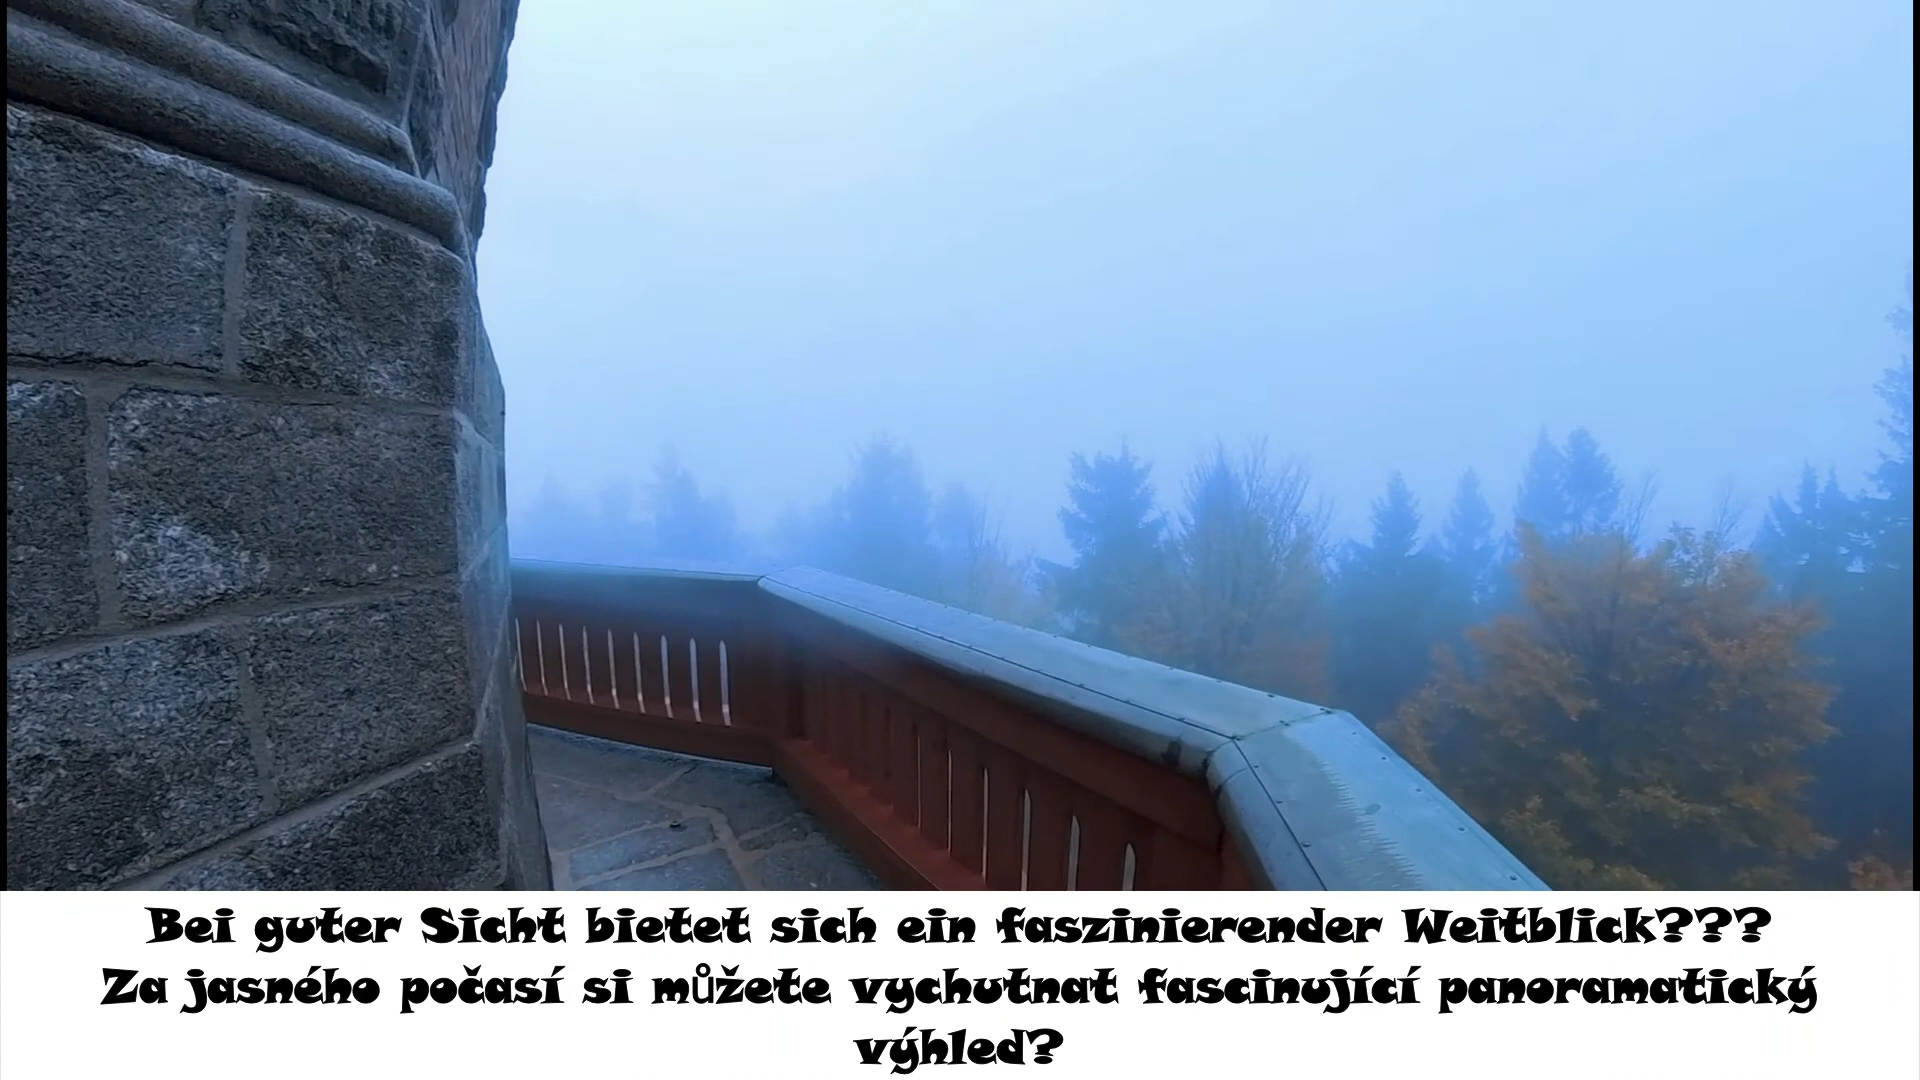 Bei guter Sicht bietet sich ein faszinierender Weitblick???
Za jasného počasí si můžete vychutnat fascinující panoramatický
výhled?